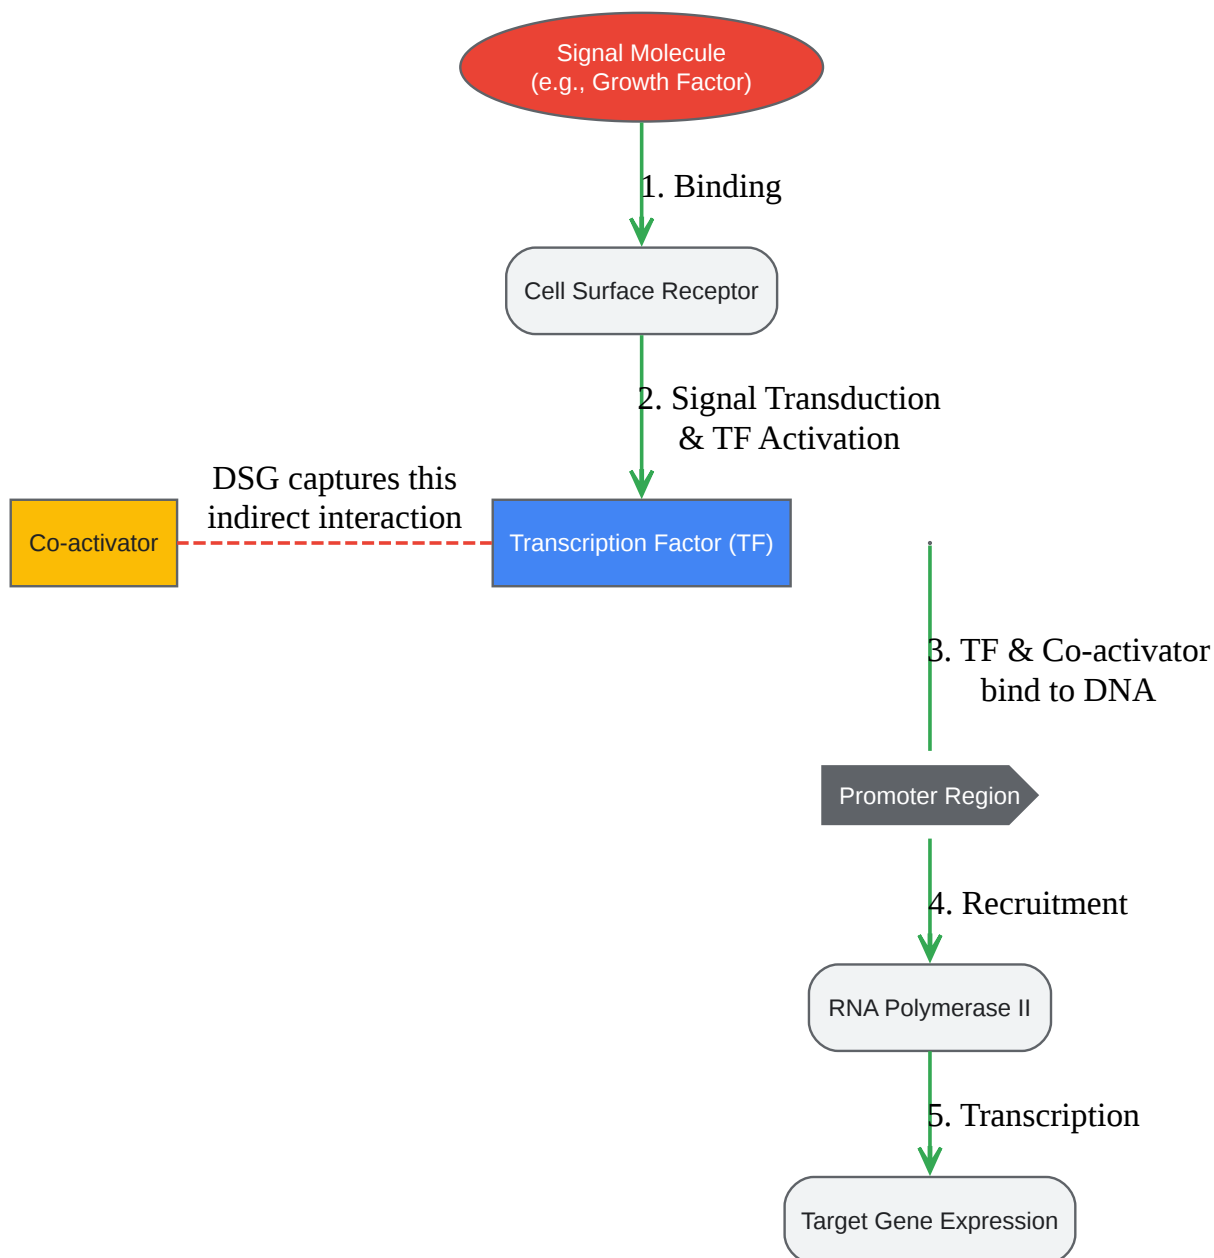 Signal Molecule
(e.g., Growth Factor)
1. Binding
Cell Surface Receptor
2. Signal Transduction
& TF Activation
DSG captures this
indirect interaction
Co-activator
Transcription Factor (TF)
3. TF & Co-activator
bind to DNA
Promoter Region
4. Recruitment
RNA Polymerase II
5. Transcription
Target Gene Expression